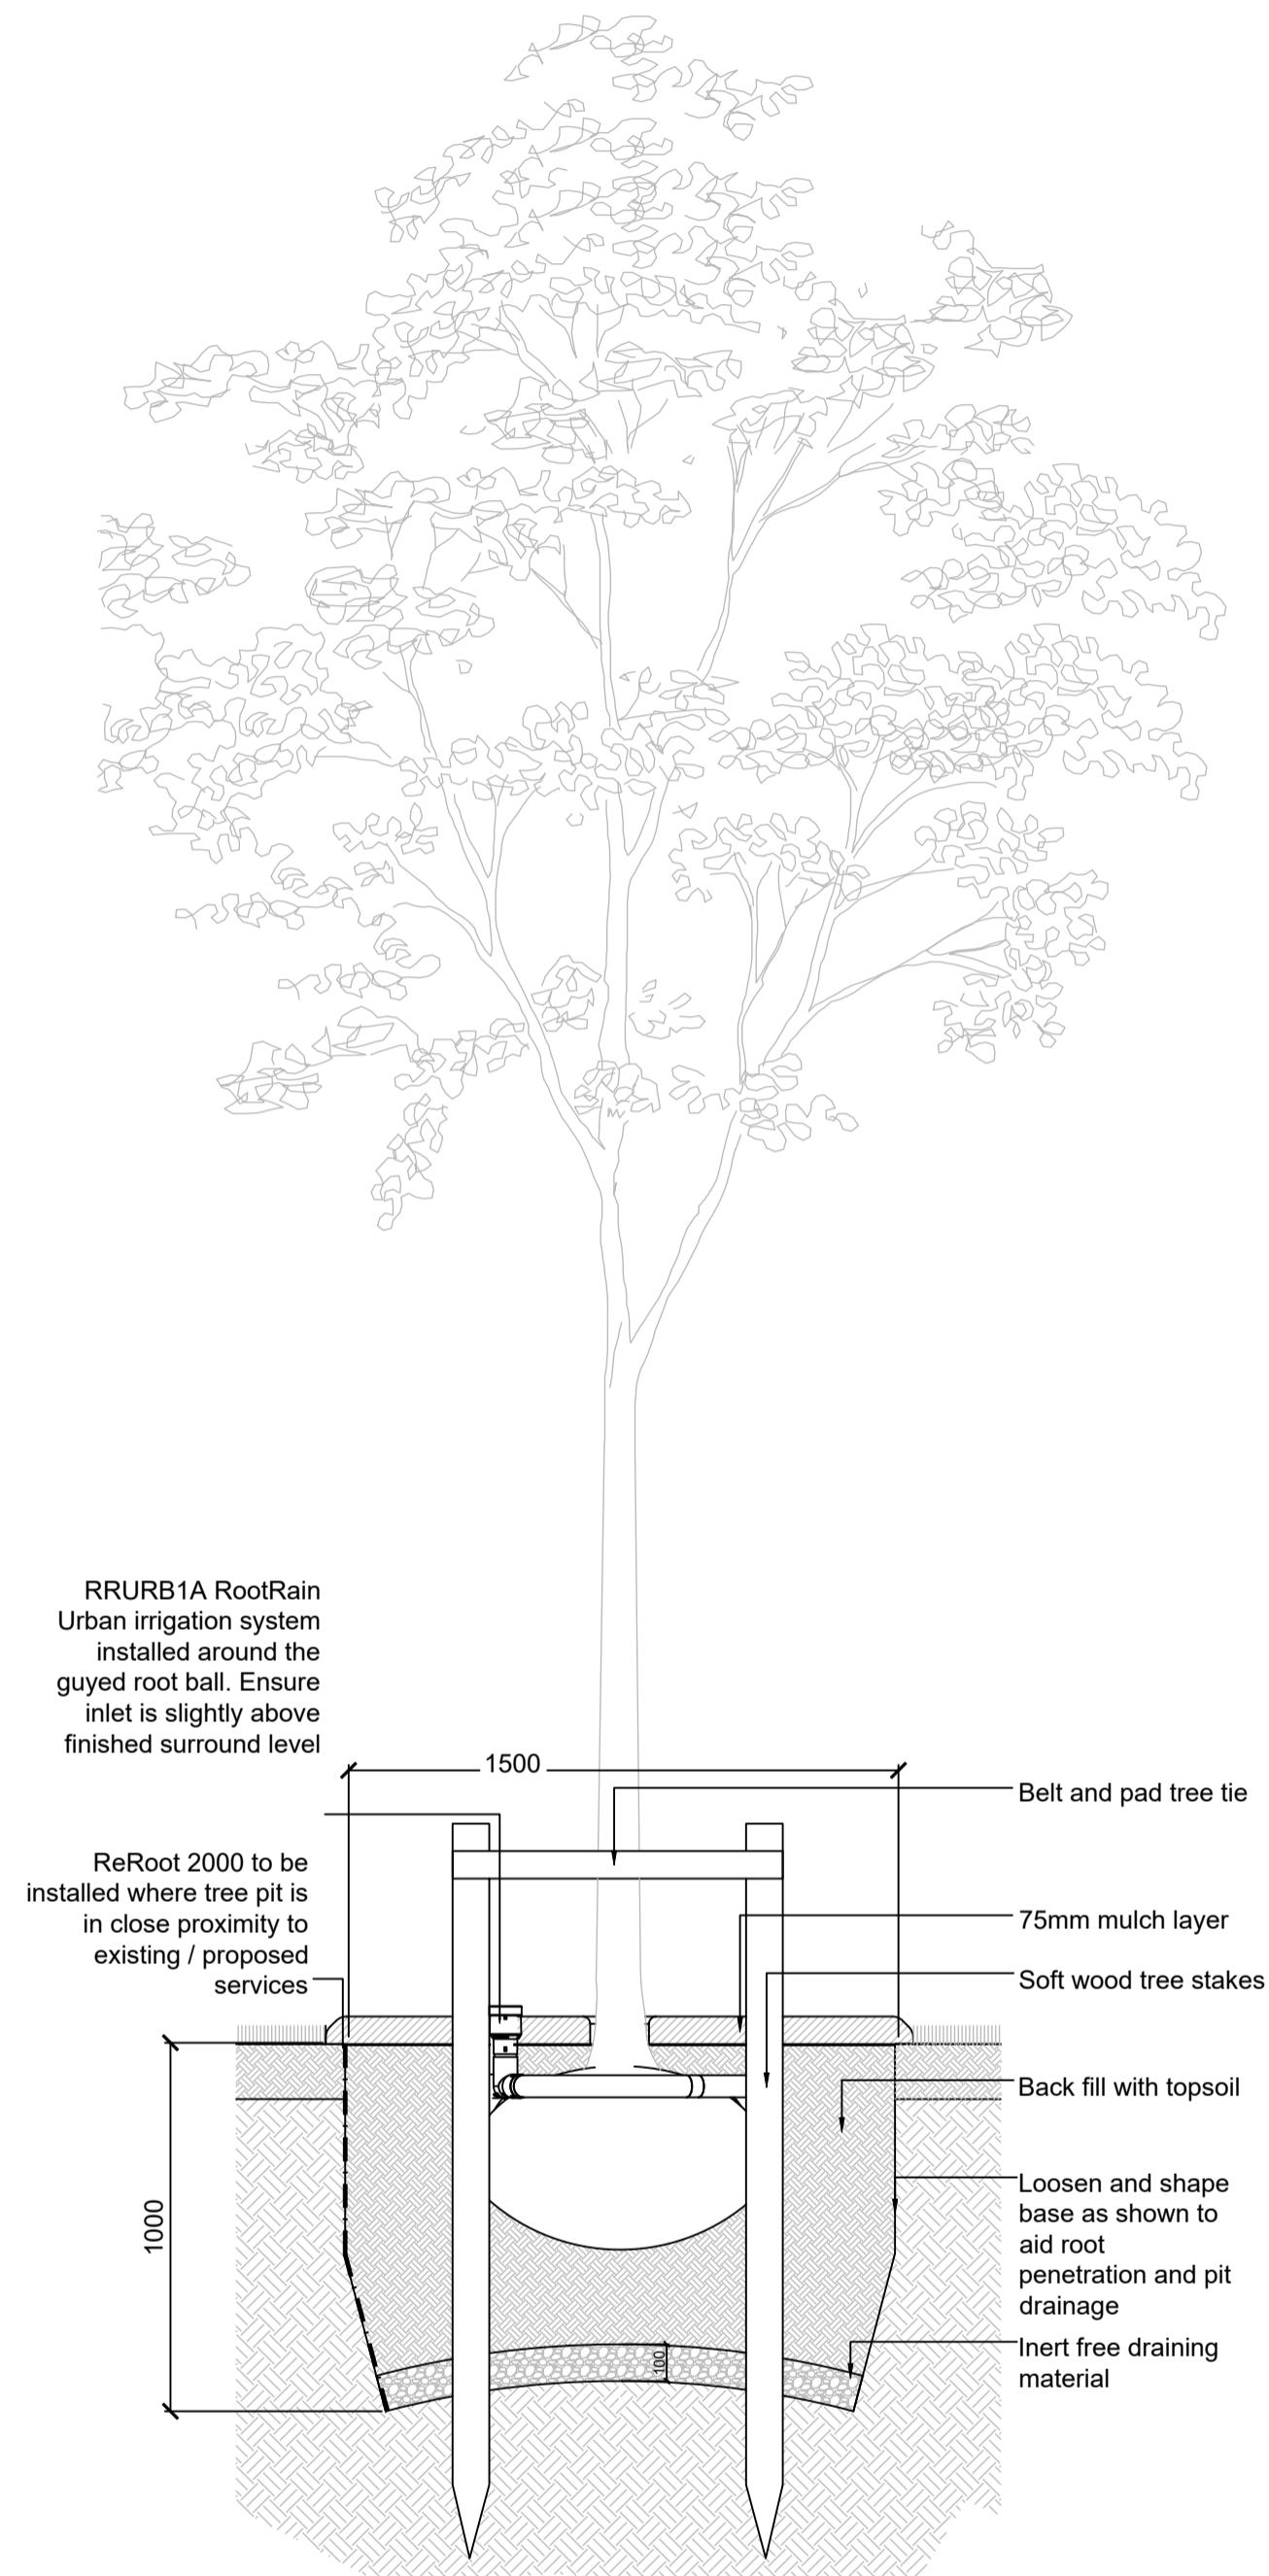 RRURB1A RootRain
Urban irrigation system
installed around the
guyed root ball. Ensure
inlet is slightly above
finished surround level
1500
Belt and pad tree tie
ReRoot 2000 to be
installed where tree pit is
in close proximity to
existing / proposed
services
75mm mulch layer
Soft wood tree stakes
Back fill with topsoil
1000
Loosen and shape
base as shown to
aid root
penetration and pit
drainage
100
Inert free draining
material